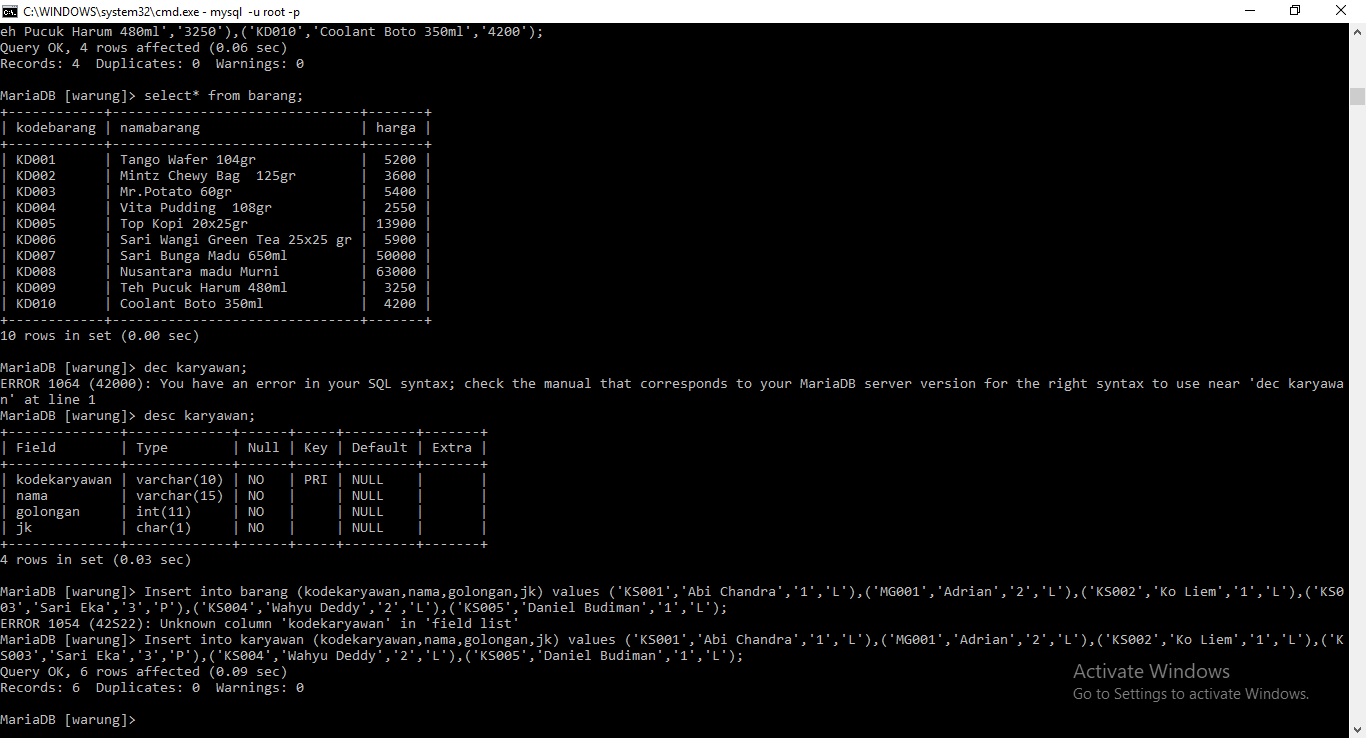 C:\WINDOWS\system32\cmd.exe - mysql -u root -p
eh Pucuk Harum 480ml','3250'),('KD010','Coolant Boto 350ml','4200');
Query OK, 4 rows affected (0.06 sec)
Records: 4  Duplicates: 0  Warnings: 0

MariaDB [warung]> select* from barang;
+------------+-------------------------------+-------+
| kodebarang | namabarang                    | harga |
+------------+-------------------------------+-------+
| KD001      | Tango Wafer 104gr             |  5200 |
| KD002      | Mintz Chewy Bag  125gr        |  3600 |
| KD003      | Mr.Potato 60gr                |  5400 |
| KD004      | Vita Pudding  108gr           |  2550 |
| KD005      | Top Kopi 20x25gr              | 13900 |
| KD006      | Sari Wangi Green Tea 25x25 gr |  5900 |
| KD007      | Sari Bunga Madu 650ml         | 50000 |
| KD008      | Nusantara madu Murni          | 63000 |
| KD009      | Teh Pucuk Harum 480ml         |  3250 |
| KD010      | Coolant Boto 350ml            |  4200 |
+------------+-------------------------------+-------+
10 rows in set (0.00 sec)

MariaDB [warung]> dec karyawan;
ERROR 1064 (42000): You have an error in your SQL syntax; check the manual that corresponds to your MariaDB server version for the right syntax to use near 'dec karyawa
n' at line 1
MariaDB [warung]> desc karyawan;
+--------------+-------------+------+-----+---------+-------+
| Field        | Type        | Null | Key | Default | Extra |
+--------------+-------------+------+-----+---------+-------+
| kodekaryawan | varchar(10) | NO   | PRI | NULL    |       |
| nama         | varchar(15) | NO   |     | NULL    |       |
| golongan     | int(11)     | NO   |     | NULL    |       |
| jk           | char(1)     | NO   |     | NULL    |       |
+--------------+-------------+------+-----+---------+-------+
4 rows in set (0.03 sec)

MariaDB [warung]> Insert into barang (kodekaryawan,nama,golongan,jk) values ('KS001','Abi Chandra','1','L'),('MG001','Adrian','2','L'),('KS002','Ko Liem','1','L'),('KS0
03','Sari Eka','3','P'),('KS004','Wahyu Deddy','2','L'),('KS005','Daniel Budiman','1','L');
ERROR 1054 (42S22): Unknown column 'kodekaryawan' in 'field list'
MariaDB [warung]> Insert into karyawan (kodekaryawan,nama,golongan,jk) values ('KS001','Abi Chandra','1','L'),('MG001','Adrian','2','L'),('KS002','Ko Liem','1','L'),('K
S003','Sari Eka','3','P'),('KS004','Wahyu Deddy','2','L'),('KS005','Daniel Budiman','1','L');
Query OK, 6 rows affected (0.09 sec)
Records: 6  Duplicates: 0  Warnings: 0

MariaDB [warung]>
Activate Windows
Go to Settings to activate Windows.